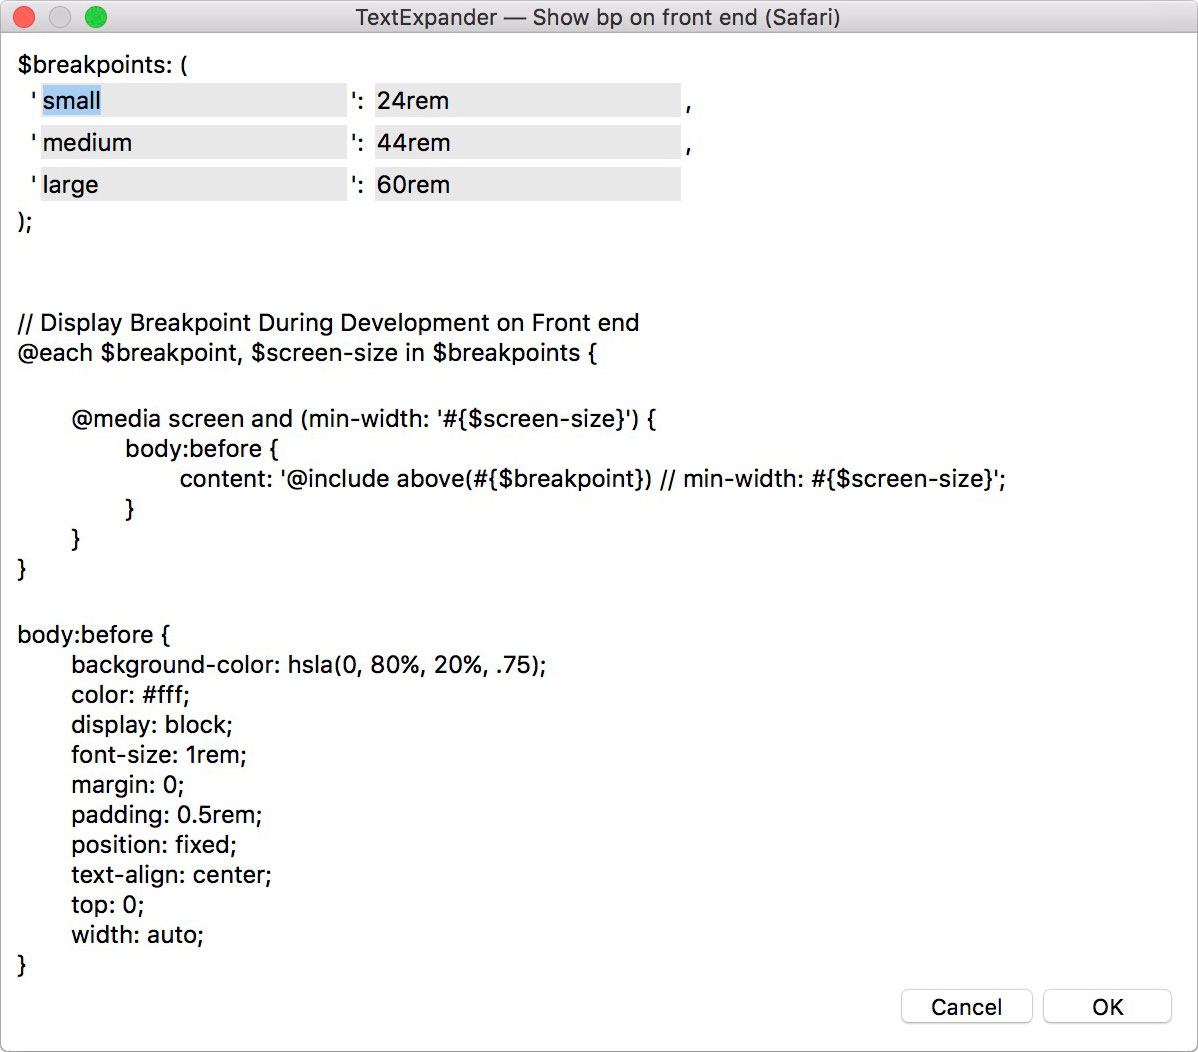 TextExpander — Show bp on front end (Safari)
$breakpoints: (
'small': 24rem,
'medium': 44rem,
'large': 60rem
);
// Display Breakpoint During Development on Front end
@each $breakpoint, $screen-size in $breakpoints {
@media screen and (min-width: '#{$screen-size}') {
body:before {
content: '@include above(#{$breakpoint}) // min-width: #{$screen-size}';
}
}
}
body:before {
background-color: hsla(0, 80%, 20%, .75);
color: #fff;
display: block;
font-size: 1rem;
margin: 0;
padding: 0.5rem;
position: fixed;
text-align: center;
top: 0;
width: auto;
}
Cancel OK